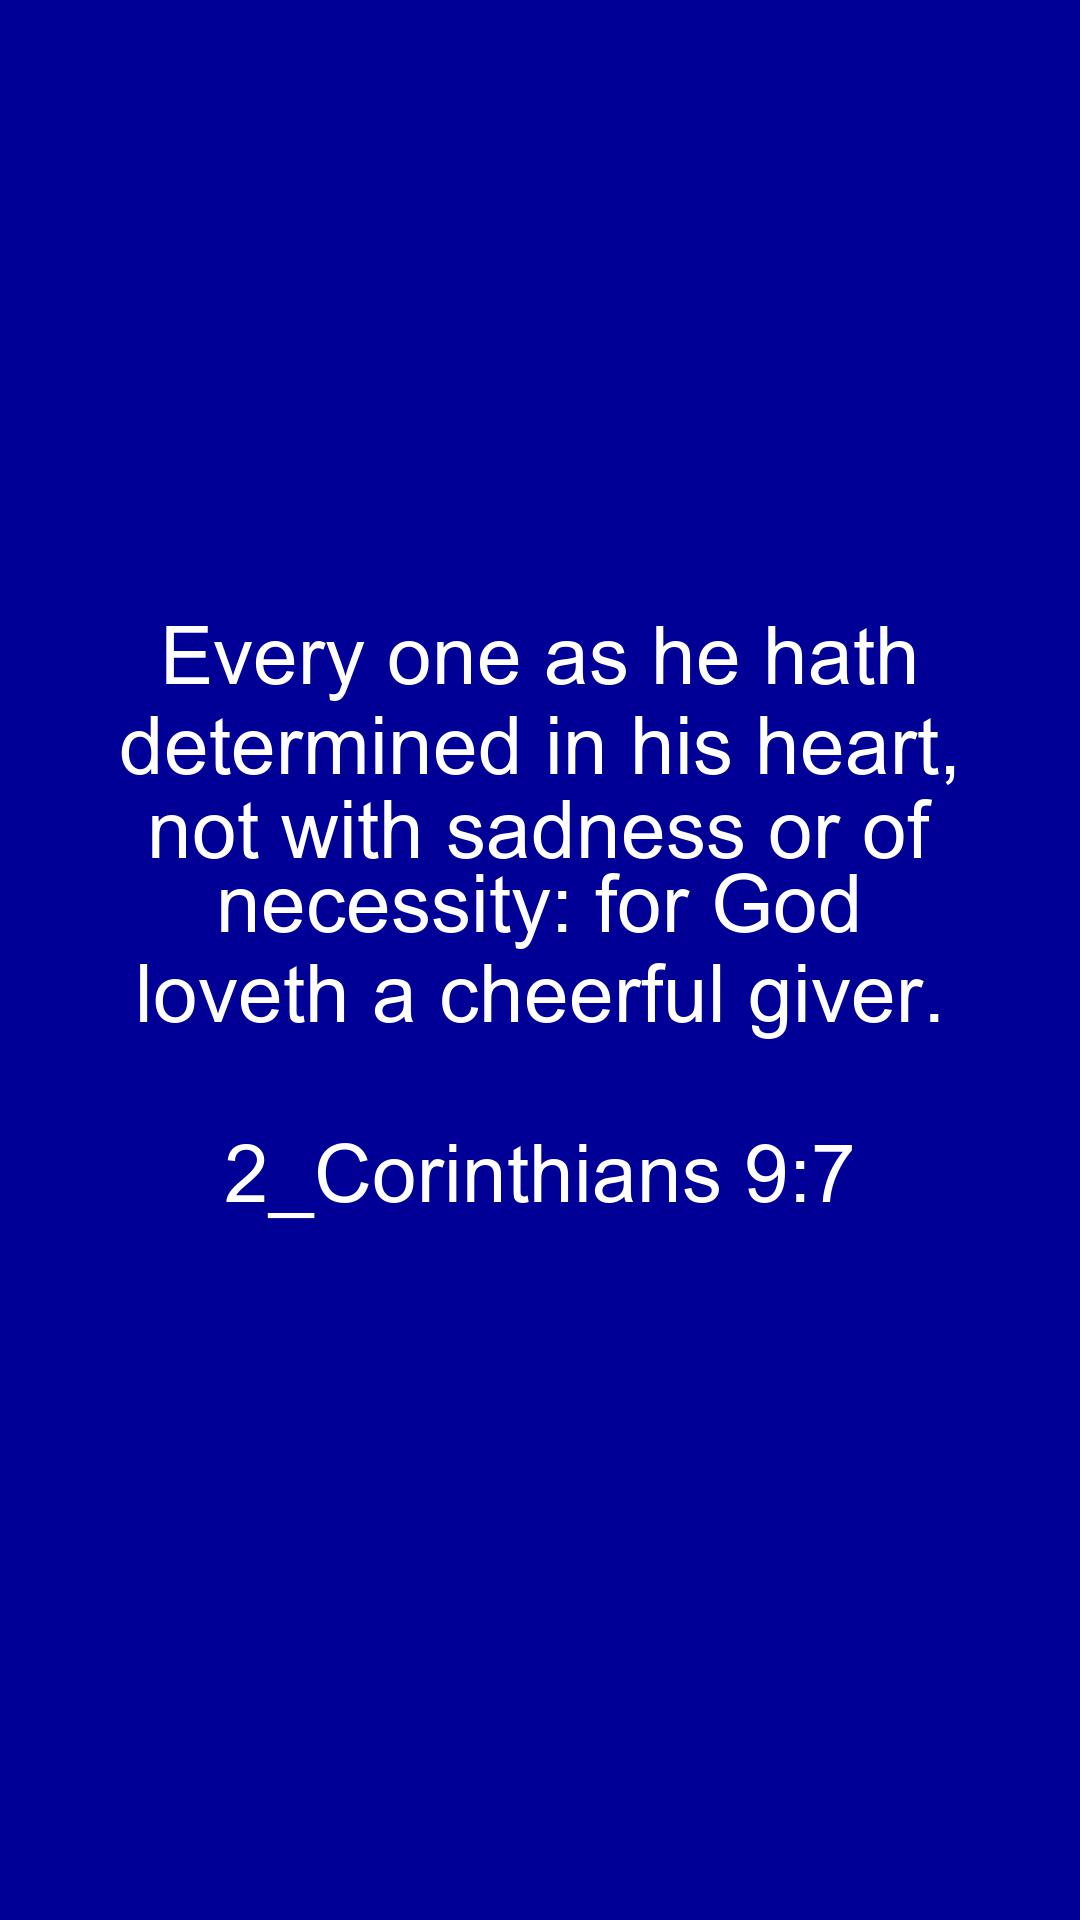 Every one as he hath
determined in his heart,
not with sadness or of
necessity: for God
loveth a cheerful giver.
2_Corinthians 9:7